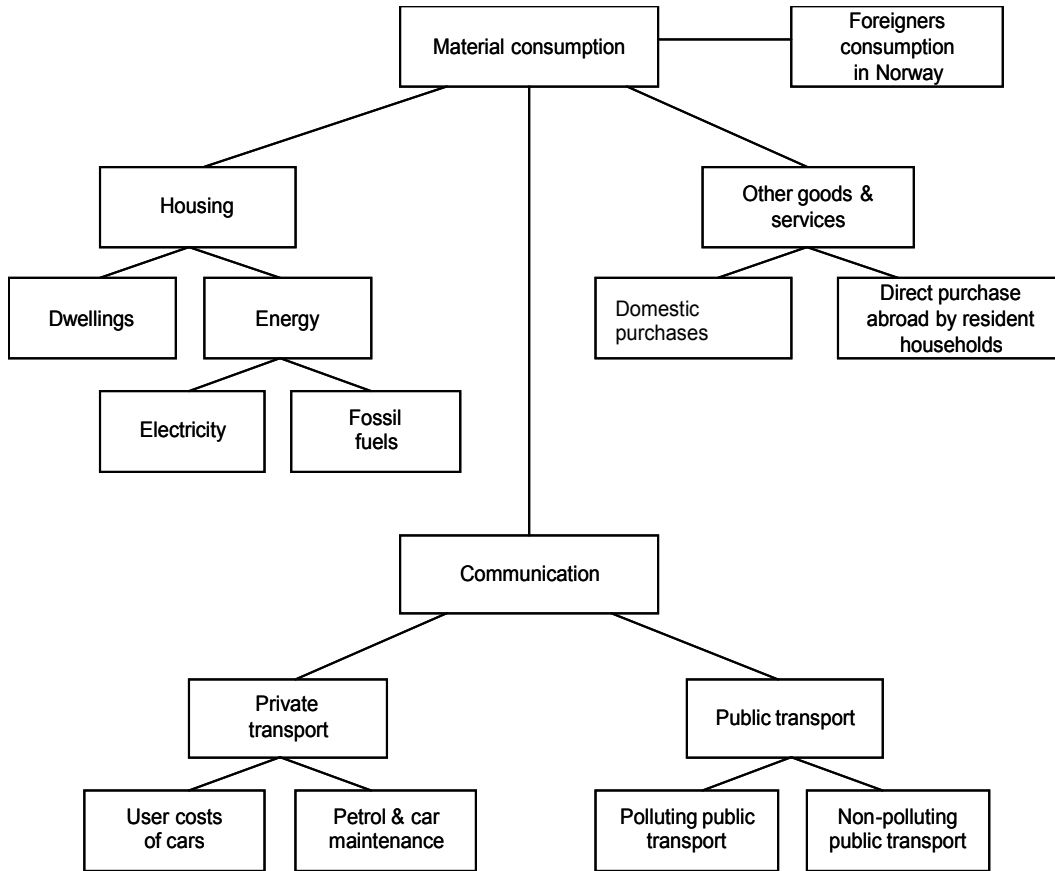 Material consumption
Foreigners
consumption
in Norway
Housing
Other goods &
services
Dwellings
Energy
Domestic
purchases
Direct purchase
abroad by resident
households
Electricity
Fossil
fuels
Communication
Private
transport
Public transport
User costs
of cars
Petrol & car
maintenance
Polluting public
transport
Non-polluting
public transport